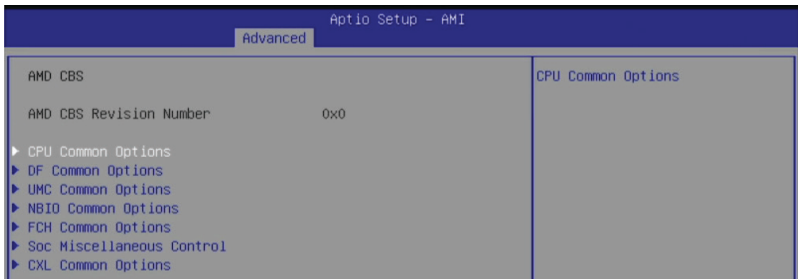 Aptio Setup - AMI
Advanced
AMD CBS
CPU Common Options
AMD CBS Revision Number 0x0
CPU Common Options
DF Common Options
UMC Common Options
NBIO Common Options
FCH Common Options
Soc Miscellaneous Control
CXL Common Options